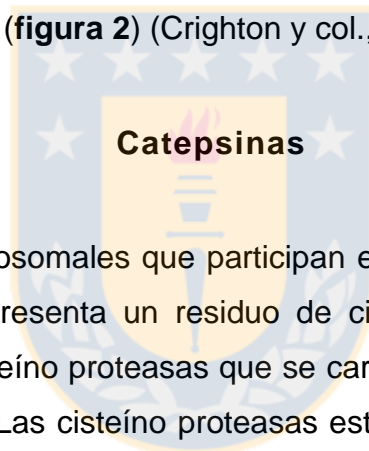 (figura 2) (Crighton y col.,
Catepsinas
osomales que participan e
resenta un residuo de ci
eíno proteasas que se car
Las cisteíno proteasas est